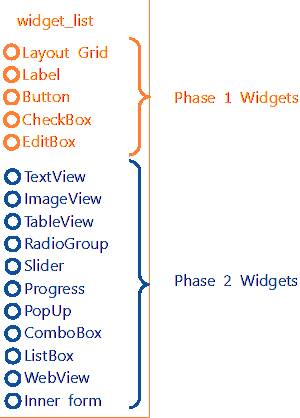 widget_list
Layout Grid
Label
Button
CheckBox
EditBox
Phase 1 Widgets
TextView
ImageView
TableView
RadioGroup
Slider
Progress
PopUp
ComboBox
ListBox
WebView
Inner form
Phase 2 Widgets